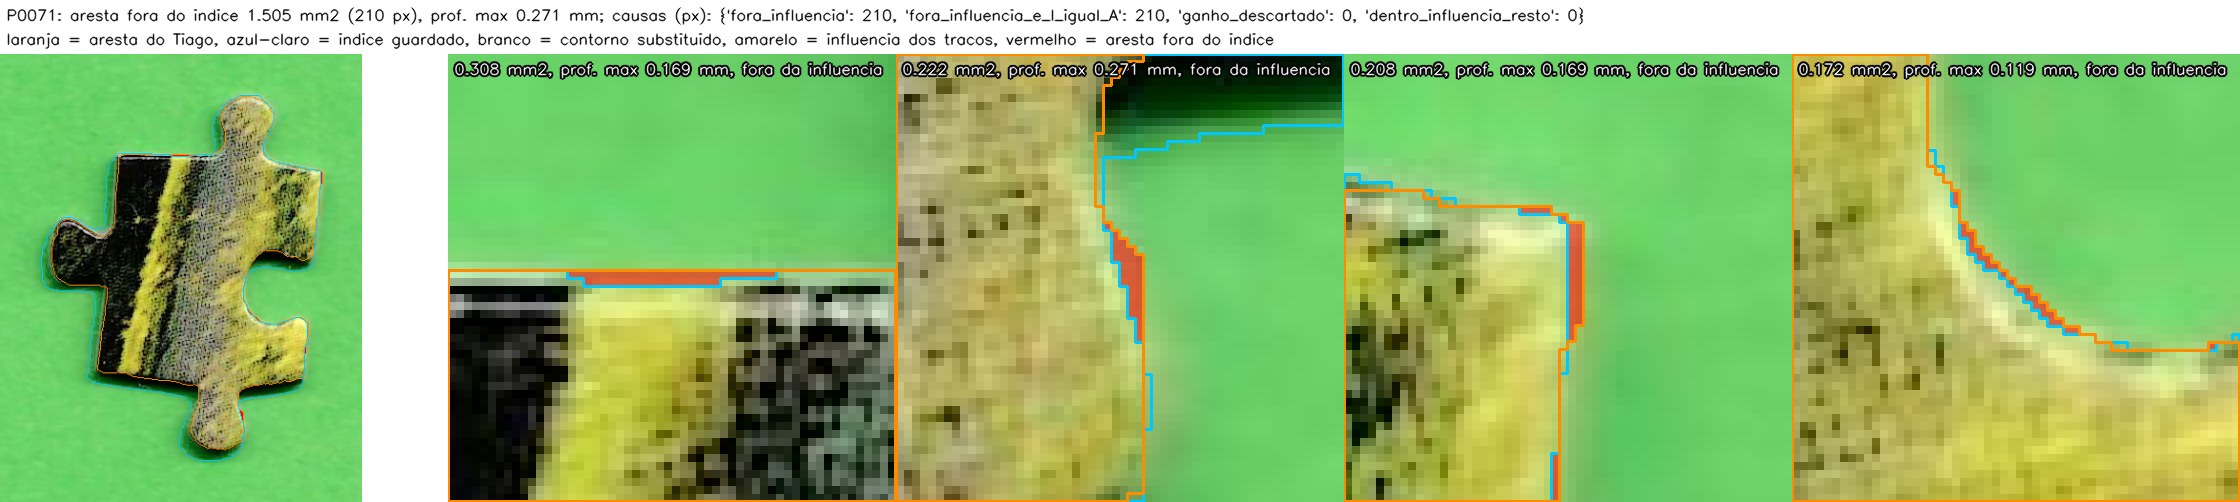 P0071: aresta fora do indice 1.505 mm2 (210 px), prof. max 0.271 mm; causas (px): {'fora_influencia': 210, 'fora_influencia_e_I_igual_A': 210, 'ganho_descartado': 0, 'dentro_influencia_resto': 0}
laranja = aresta do Tiago, azul-claro = indice guardado, branco = contorno substituido, amarelo = influencia dos tracos, vermelho = aresta fora do indice
0.308 mm2, prof. max 0.169 mm, fora da influencia
0.222 mm2, prof. max 0.271 mm, fora da influencia
0.208 mm2, prof. max 0.169 mm, fora da influencia
0.172 mm2, prof. max 0.119 mm, fora da influencia